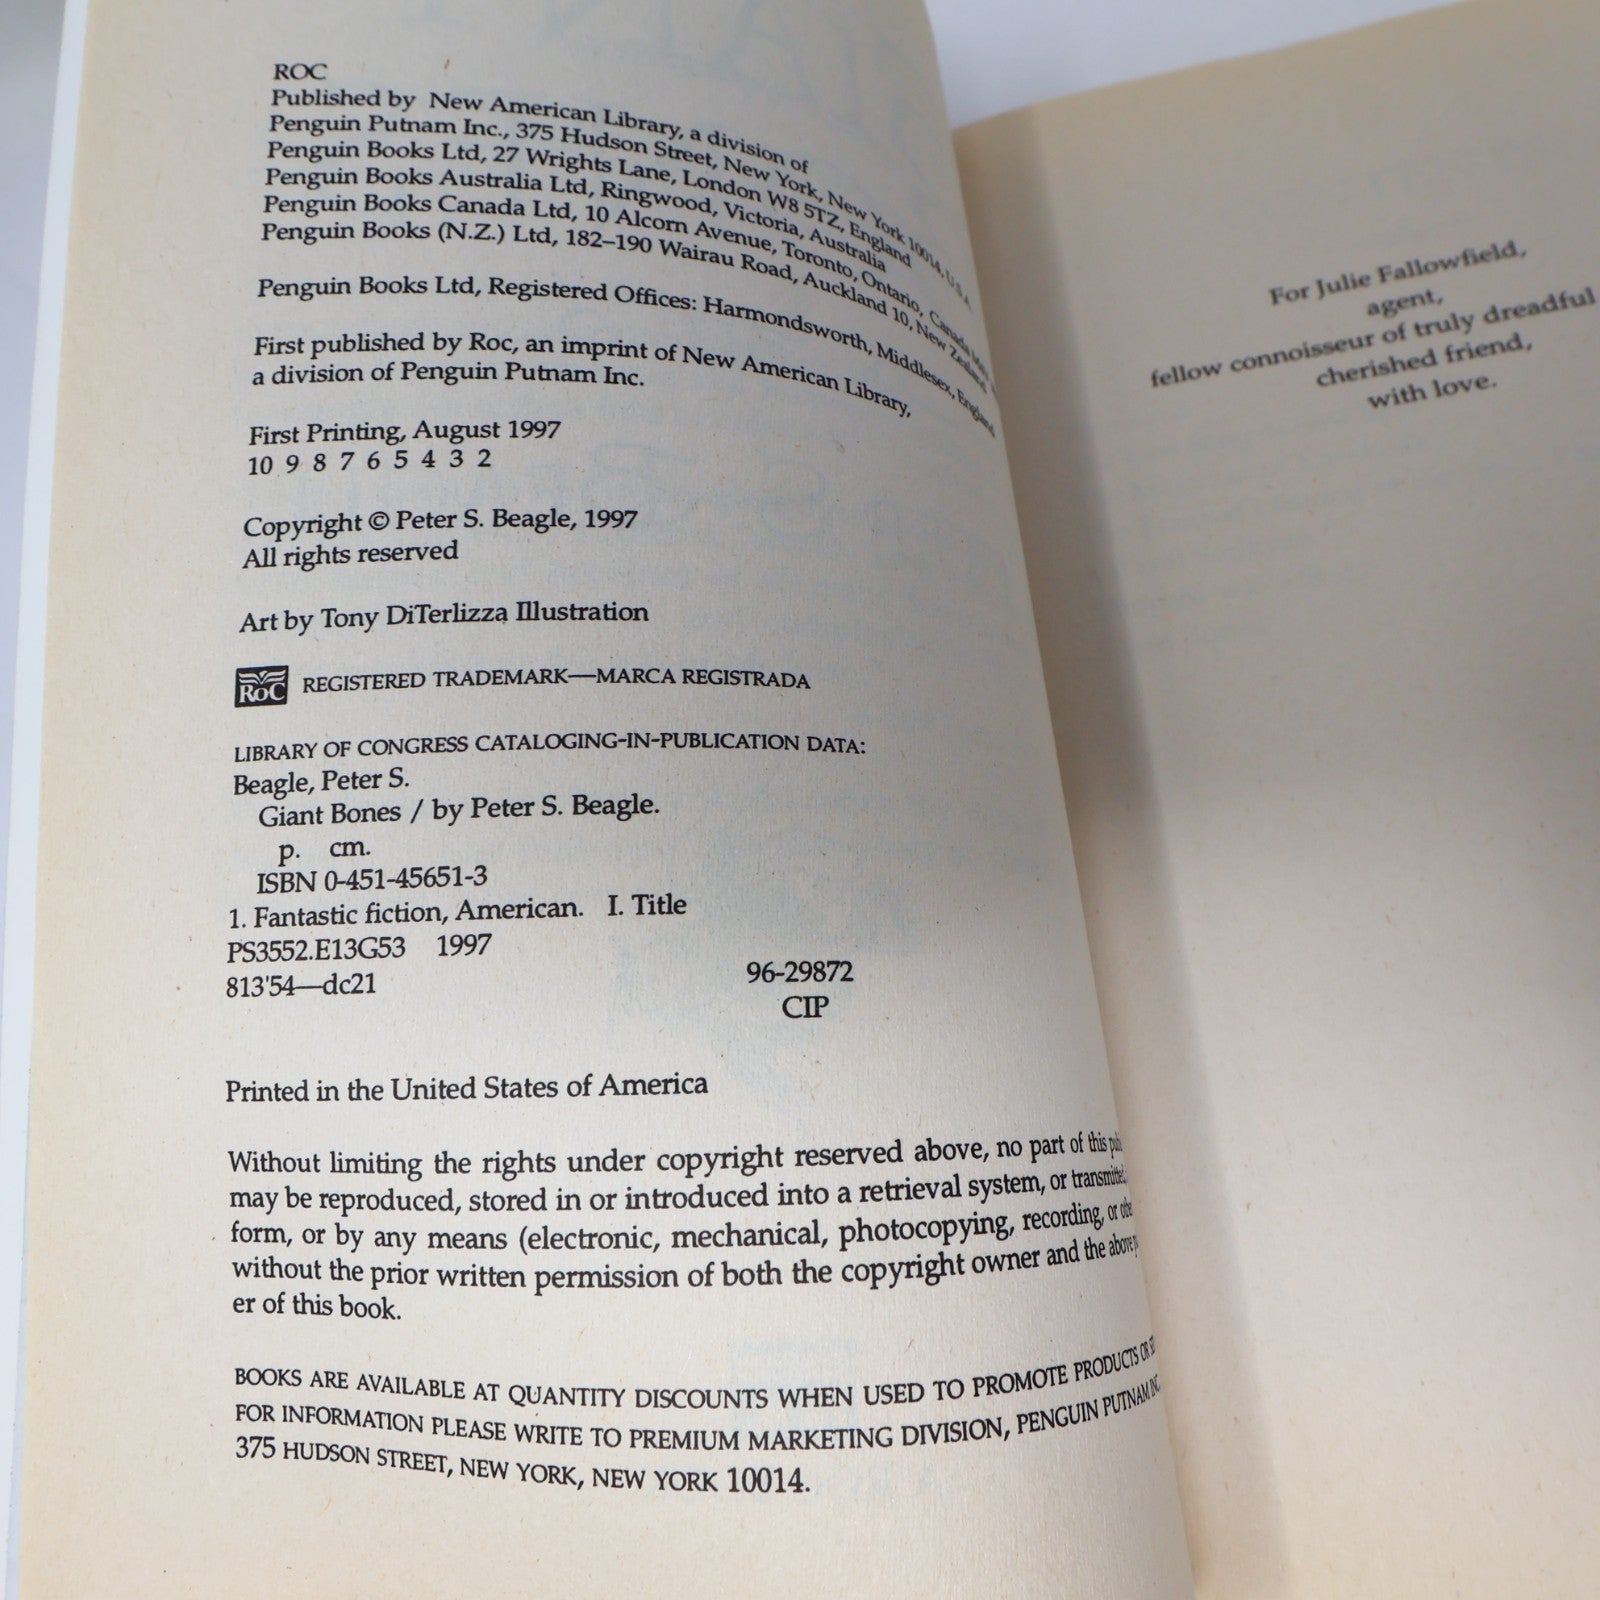 ROC
Published by New American Library, a division of
Penguin Putnam Inc., 375 Hudson Street, New York, New York 10014, U.S.A.
Penguin Books Ltd, 27 Wrights Lane, London W8 5TZ, England
Penguin Books Australia Ltd, Ringwood, Victoria, Australia
Penguin Books Canada Ltd, 10 Alcorn Avenue, Toronto, Ontario, Canada
Penguin Books (N.Z.) Ltd, 182–190 Wairau Road, Auckland 10, New Zealand
Penguin Books Ltd, Registered Offices: Harmondsworth, Middlesex, England
First published by Roc, an imprint of New American Library,
a division of Penguin Putnam Inc.
First Printing, August 1997
10 9 8 7 6 5 4 3 2
Copyright © Peter S. Beagle, 1997
All rights reserved
Art by Tony DiTerlizza Illustration
ROC REGISTERED TRADEMARK—MARCA REGISTRADA
LIBRARY OF CONGRESS CATALOGING-IN-PUBLICATION DATA:
Beagle, Peter S.
Giant Bones / by Peter S. Beagle.
p. cm.
ISBN 0-451-45651-3
1. Fantastic fiction, American. I. Title
PS3552.E13G53 1997
813'54—dc21
96-29872
CIP
Printed in the United States of America
Without limiting the rights under copyright reserved above, no part of this
may be reproduced, stored in or introduced into a retrieval system, or transmitted,
form, or by any means (electronic, mechanical, photocopying, recording, or
without the prior written permission of both the copyright owner and the above
er of this book.
BOOKS ARE AVAILABLE AT QUANTITY DISCOUNTS WHEN USED TO PROMOTE PRODUCTS OR
FOR INFORMATION PLEASE WRITE TO PREMIUM MARKETING DIVISION, PENGUIN PUTNAM INC.
375 HUDSON STREET, NEW YORK, NEW YORK 10014.
For Julie Fallowfield,
agent,
fellow connoisseur of truly dreadful
cherished friend,
with love.